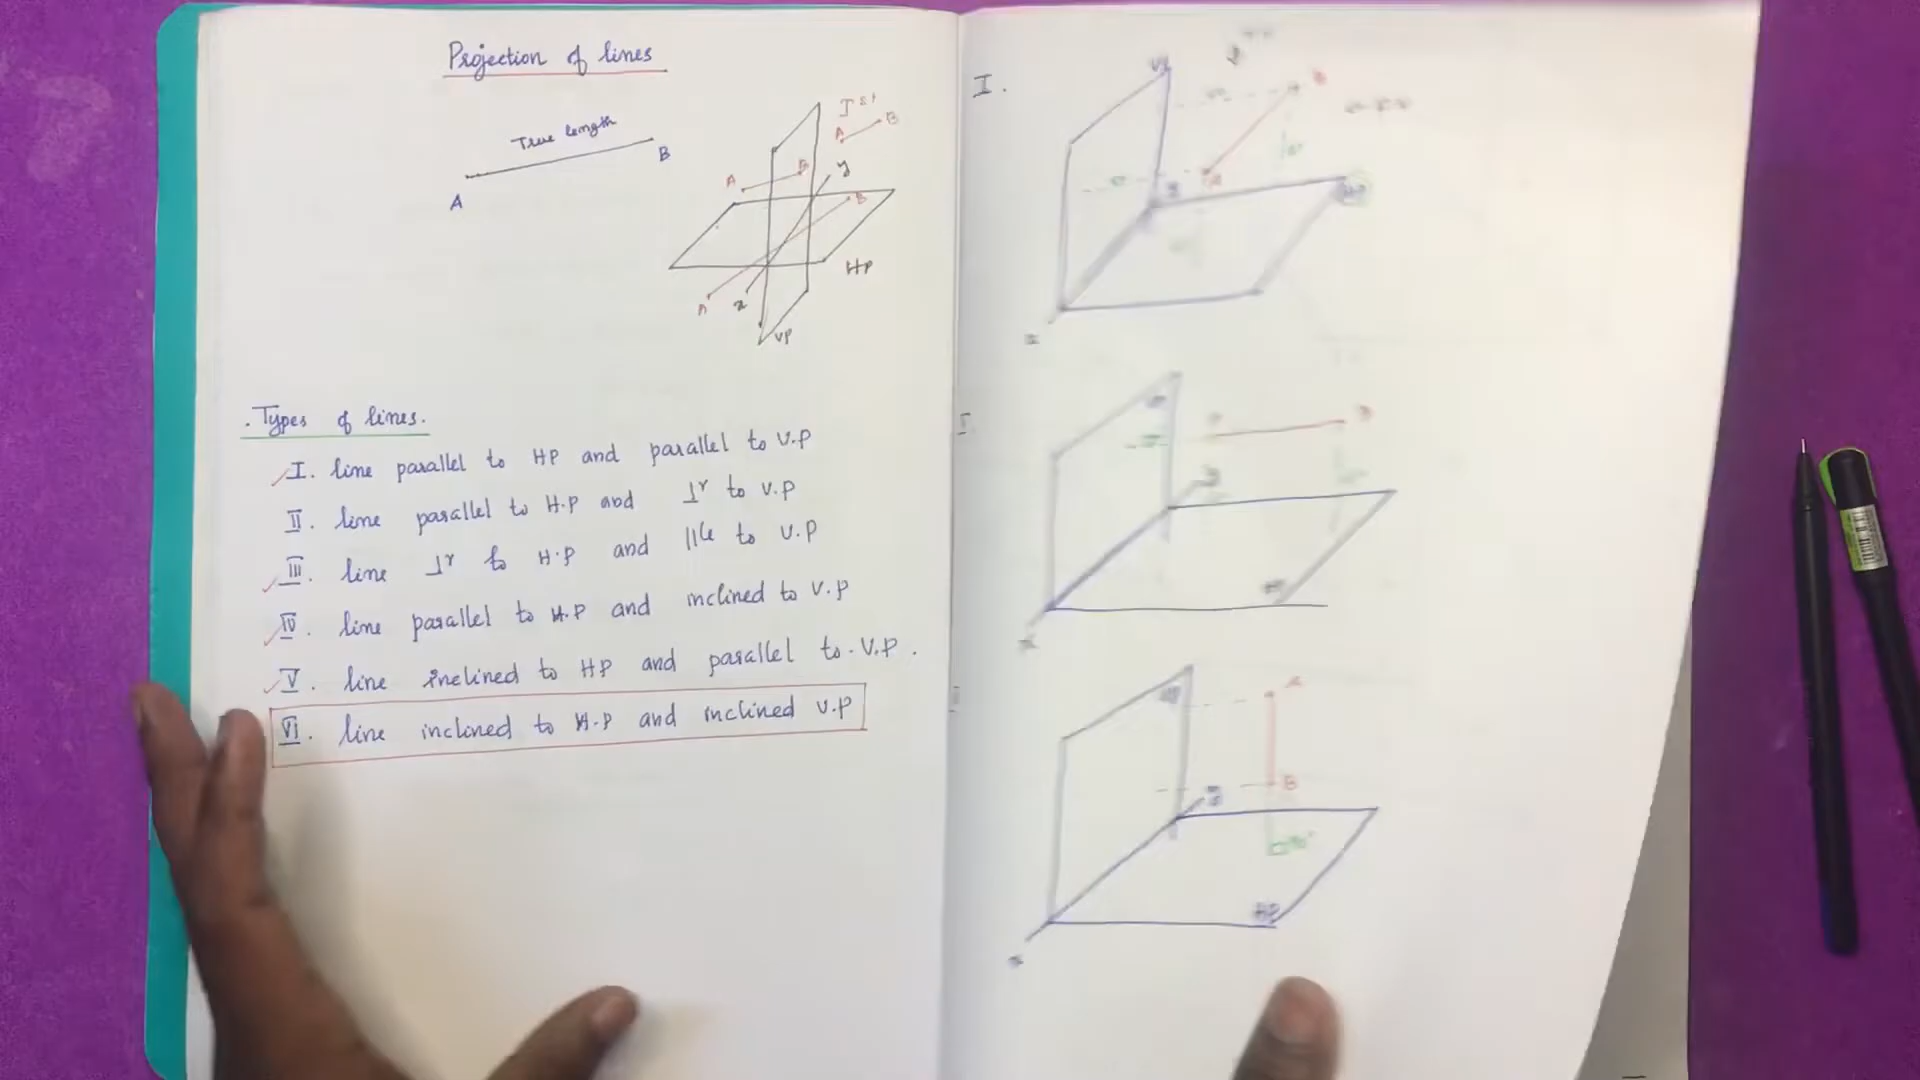 Projection of lines
True length
A
B
Ist
A
B
A
B
y
B
HP
A
x
VP
. Types of lines.
I. line parallel to HP and parallel to V.P
II. line parallel to H.P and ⊥r to V.P
III. line ⊥r to H.P and ||le to V.P
IV. line parallel to H.P and inclined to V.P
V. line inclined to HP and parallel to. V.P.
VI. line inclined to H.P and inclined V.P
I.
B
A
B
B
HP